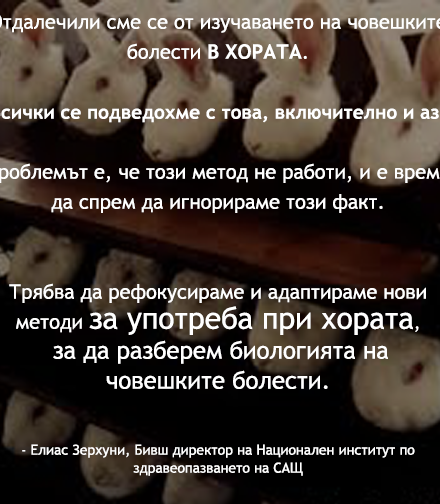 Отдалечили сме се от изучаването на човешките
болести В ХОРАТА.
сички се подведохме с това, включително и аз
роблемът е, че този метод не работи, и е врем
да спрем да игнорираме този факт.
Трябва да рефокусираме и адаптираме нови
методи за употреба при хората,
за да разберем биологията на
човешките болести.
- Елиас Зерхуни, Бивш директор на Национален институт по
здравеопазването на САЩ